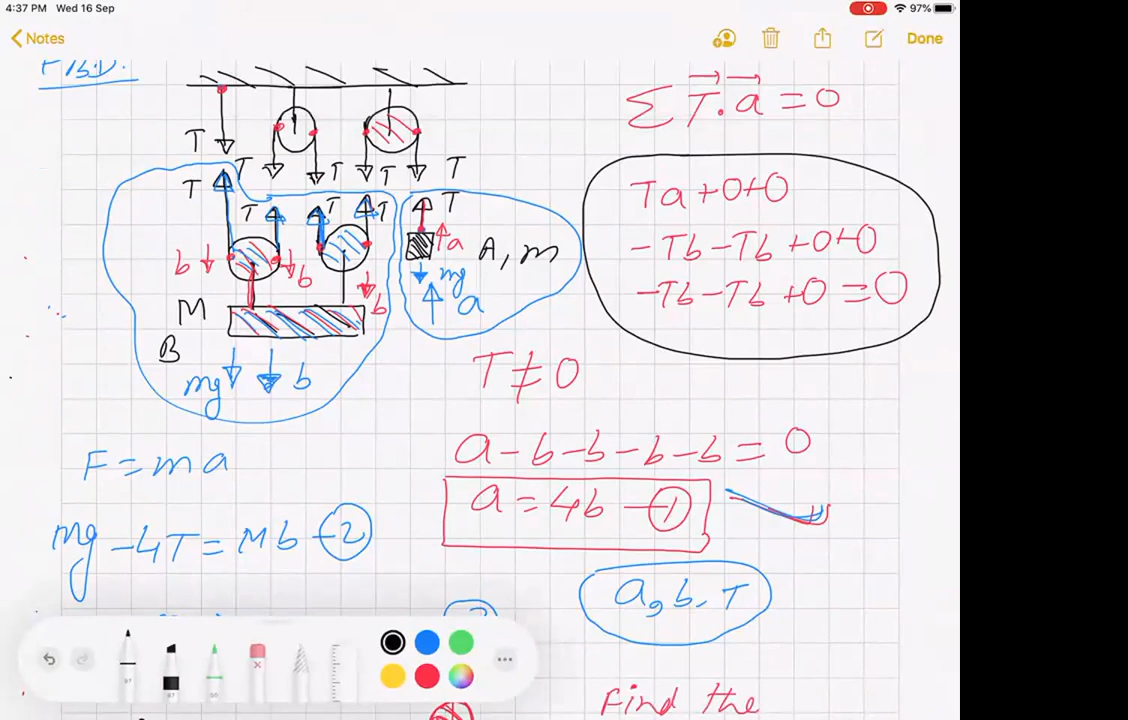 4:37 PM Wed 16 Sep
97%
Notes
Done
F.B.D.
T
T T T T
T T T T
b b
a
A, m
mg
a
b
M
B
mg b
∑ T⃗·a⃗ = 0
Ta + 0 + 0
-Tb - Tb + 0 + 0
-Tb - Tb + 0 = 0
T ≠ 0
a - b - b - b - b = 0
a = 4b — ①
F = ma
Mg - 4T = Mb — ②
a, b, T
Find the